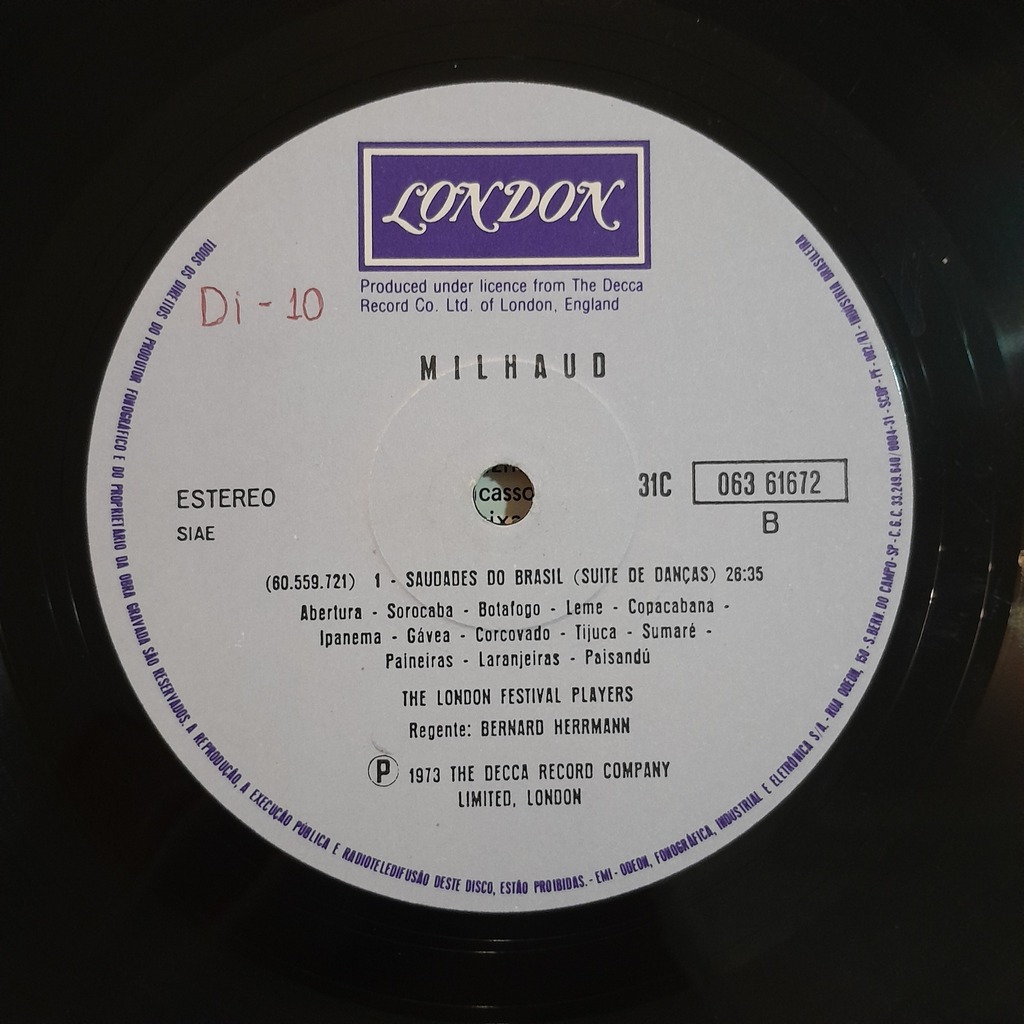 LONDON
Produced under licence from The Decca
Record Co. Ltd. of London, England
Di - 10
MILHAUD
ESTEREO
SIAE
31C 063 61672
B
(60.559.721) 1 - SAUDADES DO BRASIL (SUITE DE DANÇAS) 26:35
Abertura - Sorocaba - Botafogo - Leme - Copacabana -
Ipanema - Gávea - Corcovado - Tijuca - Sumaré -
Paineiras - Laranjeiras - Paisandú
THE LONDON FESTIVAL PLAYERS
Regente: BERNARD HERRMANN
Ⓟ 1973 THE DECCA RECORD COMPANY
LIMITED, LONDON
TODOS OS DIREITOS DO PRODUTOR FONOGRÁFICO E DO PROPRIETÁRIO DA OBRA GRAVADA SÃO RESERVADOS. A REPRODUÇÃO, A EXECUÇÃO PÚBLICA E RADIOTELEDIFUSÃO DESTE DISCO, ESTÃO PROIBIDAS. - EMI - ODEON, FONOGRÁFICA, INDUSTRIAL E ELETRÔNICA S/A. - RUA ODEON, 150 - S. BERN. DO CAMPO - SP - C.G.C. 33.249.640/0004-31 - SCDP - PF - 002/RJ - INDÚSTRIA BRASILEIRA
casso